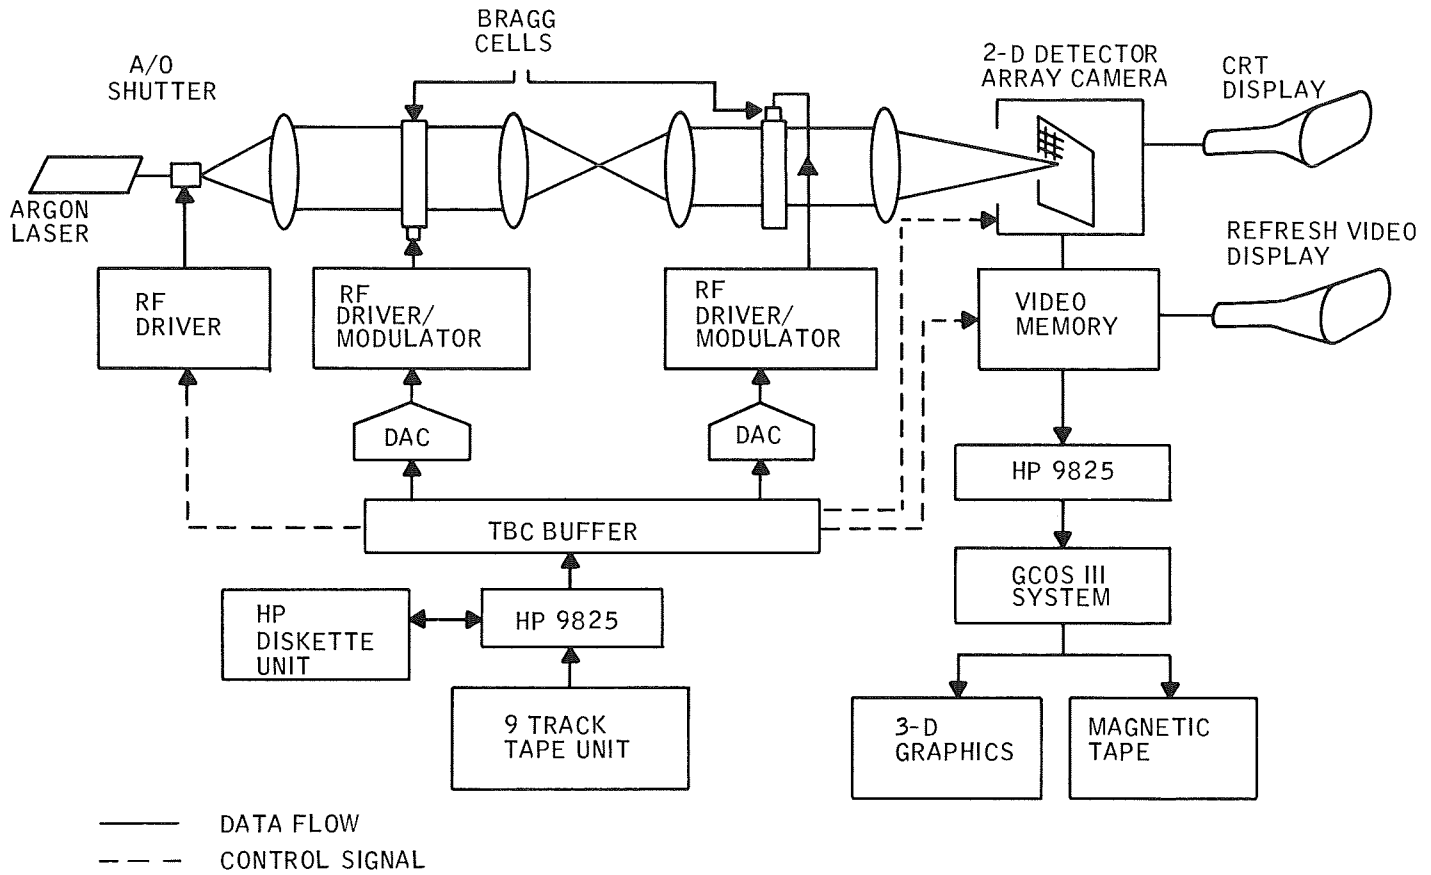 BRAGG
CELLS
A/O
SHUTTER
2-D DETECTOR
ARRAY CAMERA
CRT
DISPLAY
ARGON
LASER
REFRESH VIDEO
DISPLAY
RF
DRIVER
RF
DRIVER/
MODULATOR
RF
DRIVER/
MODULATOR
VIDEO
MEMORY
DAC
DAC
HP 9825
TBC BUFFER
GCOS III
SYSTEM
HP
DISKETTE
UNIT
HP 9825
9 TRACK
TAPE UNIT
3-D
GRAPHICS
MAGNETIC
TAPE
DATA FLOW
CONTROL SIGNAL